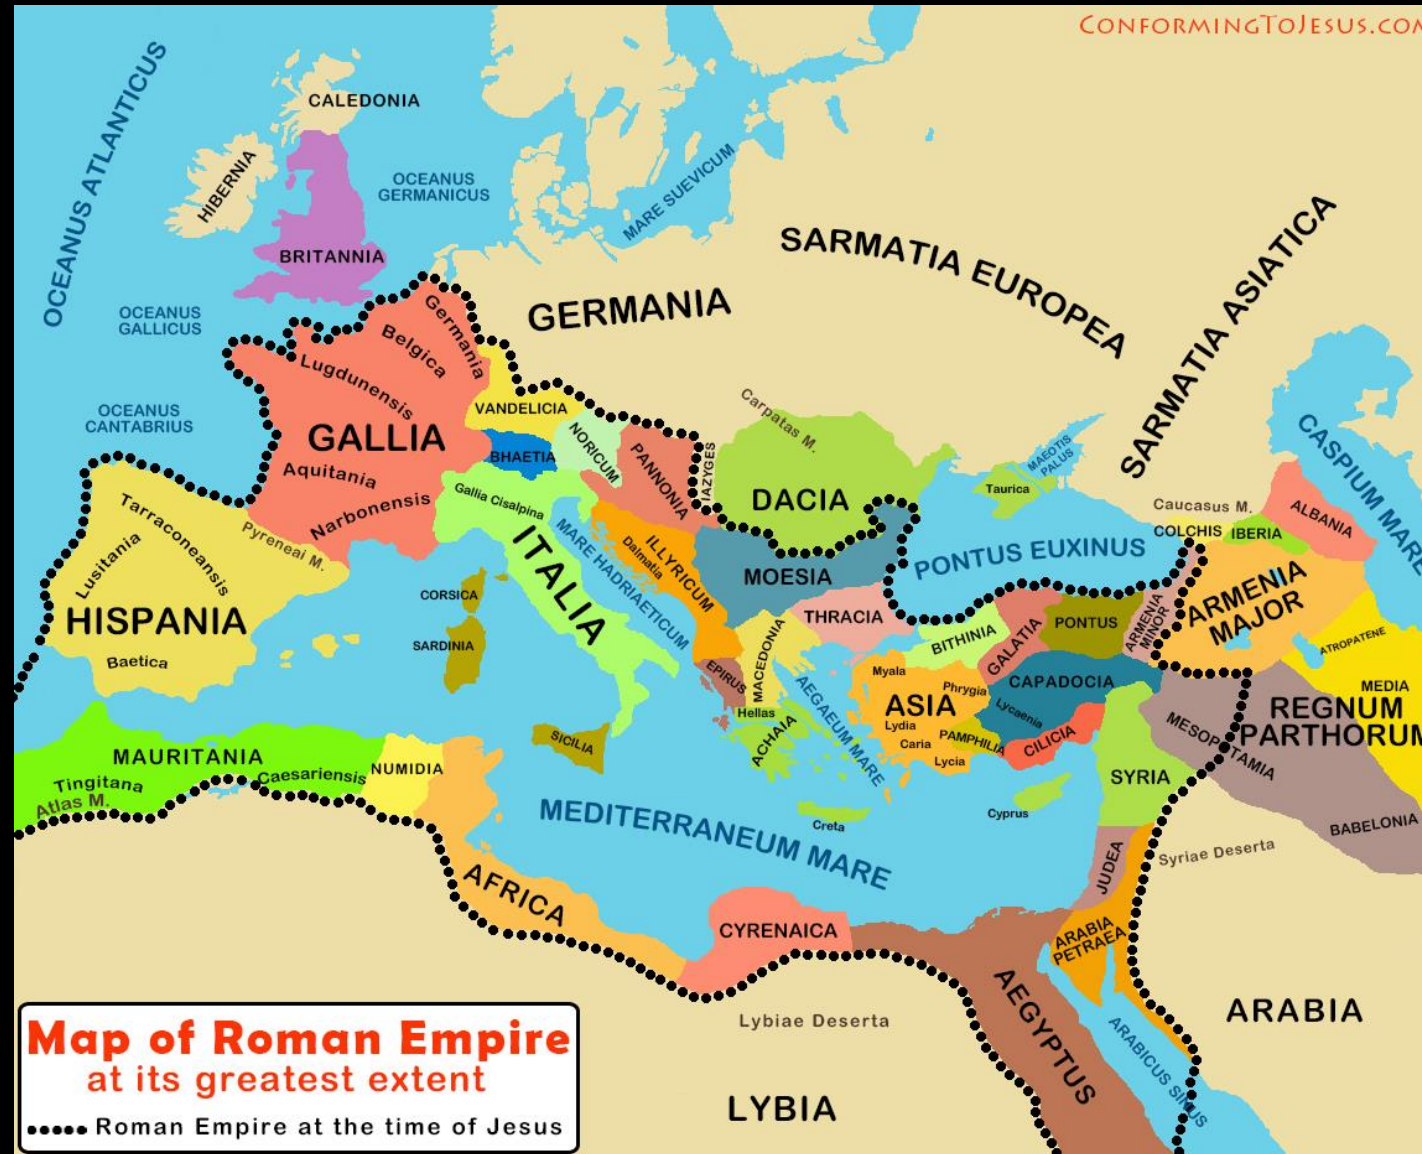 CONFORMINGTOJESUS.COM
OCEANUS ATLANTICUS
CALEDONIA
HIBERNIA
OCEANUS
GERMANICUS
BRITANNIA
MARE SUEVICUM
SARMATIA EUROPEA
SARMATIA ASIATICA
GERMANIA
OCEANUS
GALLICUS
OCEANUS
CANTABRIUS
Germania
Belgica
Lugdunensis
GALLIA
Aquitania
Narbonensis
Pyreneai M.
VANDELICIA
BHAETIA
NORICUM
PANNONIA
IAZYGES
Carpatas M.
DACIA
Taurica
MAEOTIS
PALUS
CASPIUM MARE
Caucasus M.
COLCHIS
IBERIA
ALBANIA
Tarraconeansis
Lusitania
HISPANIA
Baetica
Gallia Cisalpina
ITALIA
MARE HADRIAETICUM
ILLYRICUM
Dalmatia
MOESIA
PONTUS EUXINUS
ARMENIA
MAJOR
ARMENIA
MINOR
CORSICA
SARDINIA
SICILIA
THRACIA
MACEDONIA
EPIRUS
Hellas
ACHAIA
AEGAEUM MARE
BITHINIA
GALATIA
PONTUS
CAPADOCIA
Lycaenia
Myala
Phrygia
ASIA
Lydia
Caria
Lycia
PAMPHILIA
CILICIA
ATROPATENE
MEDIA
REGNUM
PARTHORUM
MESOPOTAMIA
BABELONIA
MAURITANIA
Tingitana
Caesariensis
Atlas M.
NUMIDIA
AFRICA
MEDITERRANEUM MARE
Creta
Cyprus
SYRIA
Syriae Deserta
JUDEA
ARABIA
PETRAEA
CYRENAICA
AEGYPTUS
ARABICUS SINUS
ARABIA
Lybiae Deserta
LYBIA
Map of Roman Empire
at its greatest extent
Roman Empire at the time of Jesus